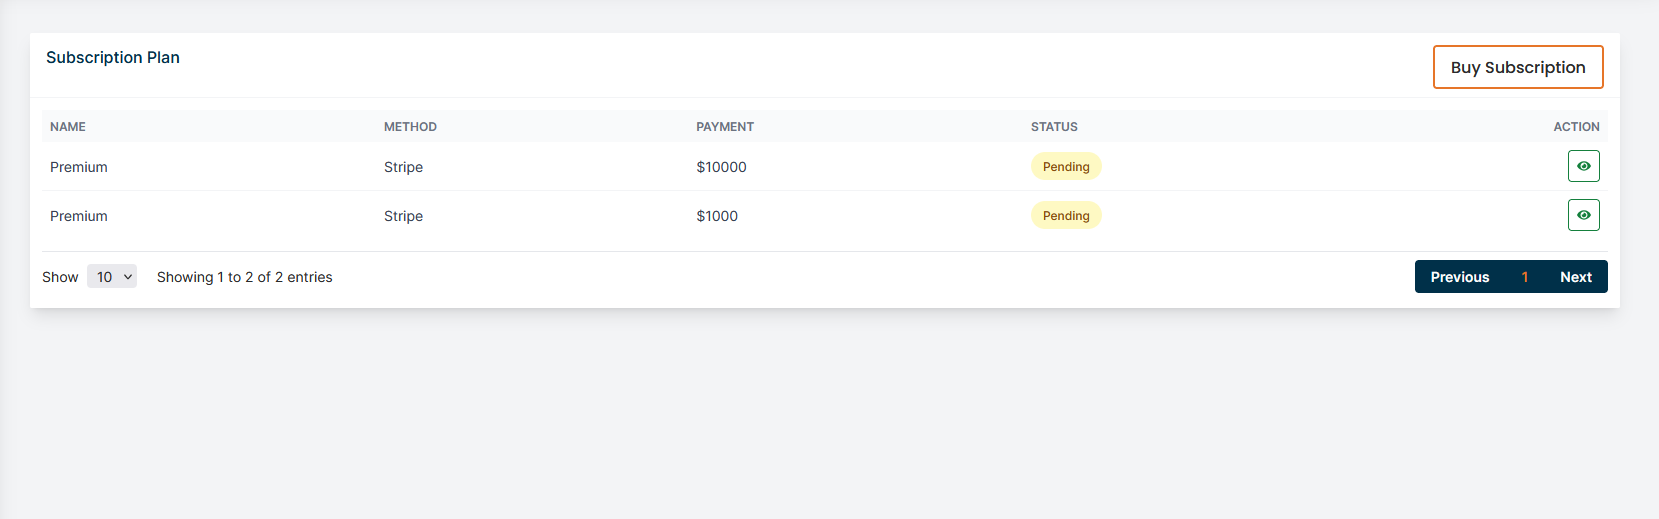 Subscription Plan
Buy Subscription
NAME METHOD PAYMENT STATUS ACTION
Premium Stripe $10000 Pending
Premium Stripe $1000 Pending
Show 10 Showing 1 to 2 of 2 entries Previous 1 Next